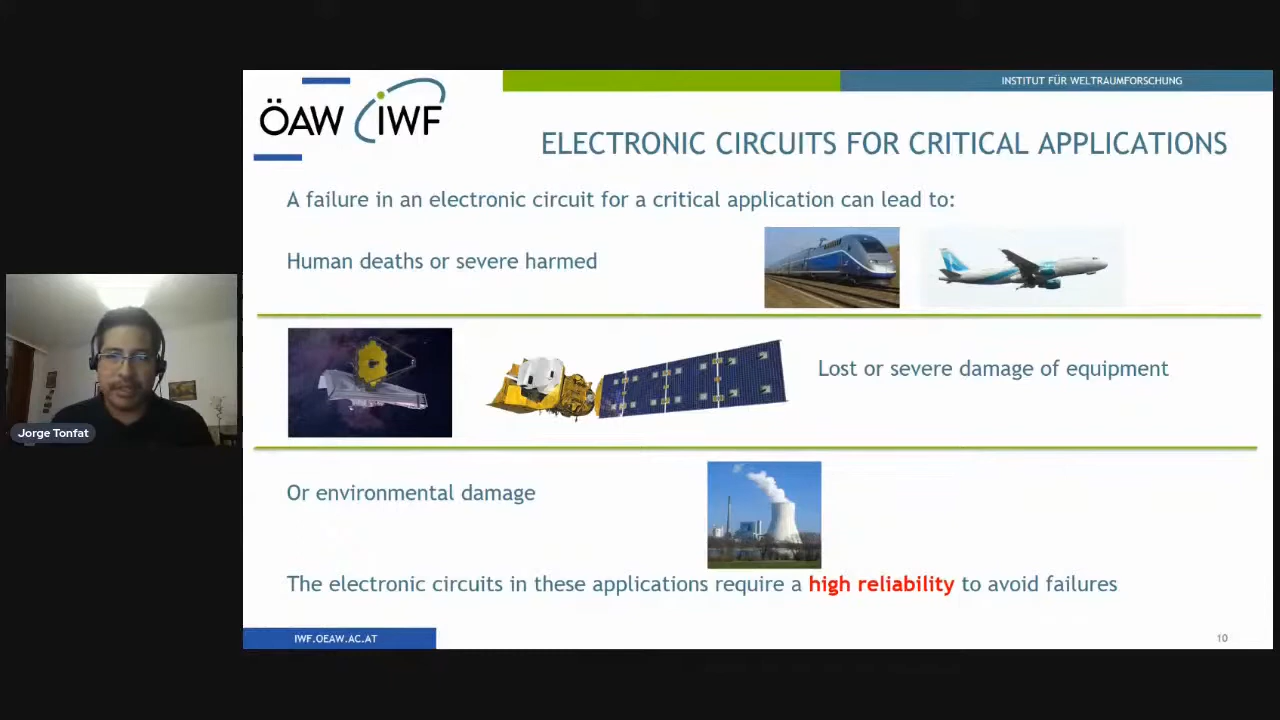 INSTITUT FÜR WELTRAUMFORSCHUNG
ÖAW IWF
ELECTRONIC CIRCUITS FOR CRITICAL APPLICATIONS
A failure in an electronic circuit for a critical application can lead to:
Human deaths or severe harmed
Lost or severe damage of equipment
Jorge Tonfat
Or environmental damage
The electronic circuits in these applications require a high reliability to avoid failures
IWF.OEAW.AC.AT
10